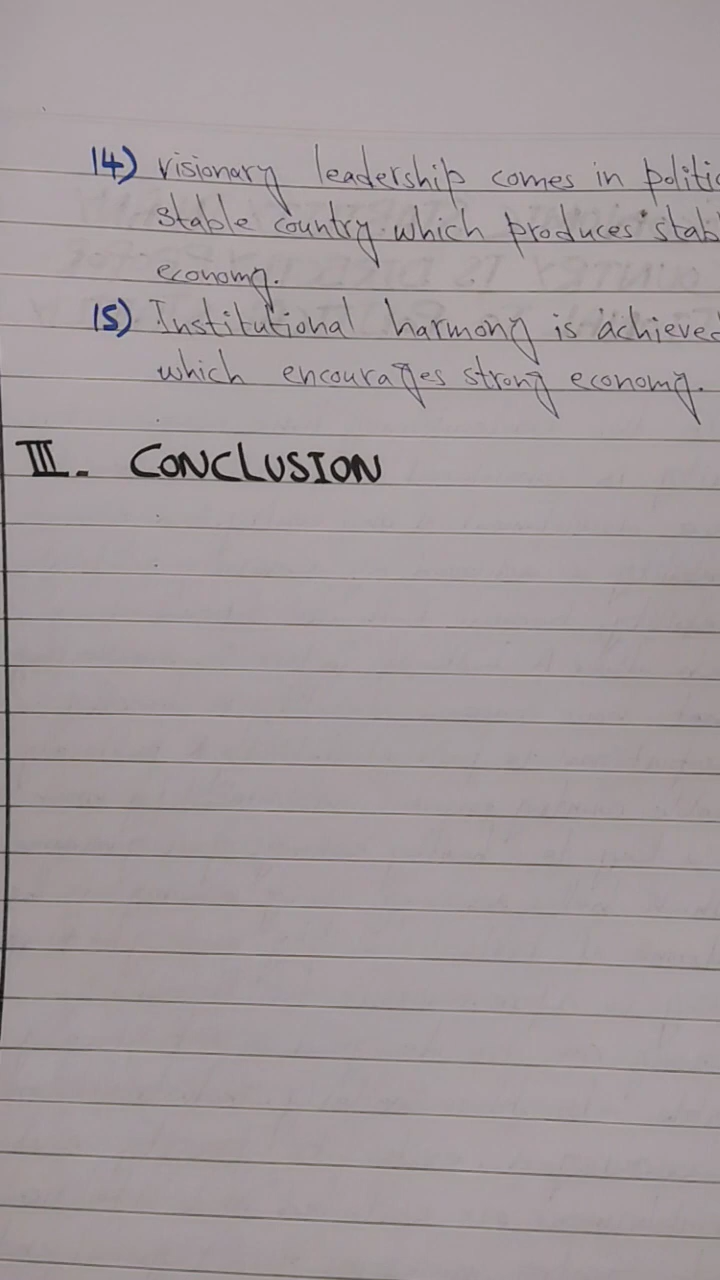 14) visionary leadership comes in politic
stable country which produces stab
economy.
15) Institutional harmony is achieved
which encourages strong economy.
III. CONCLUSION